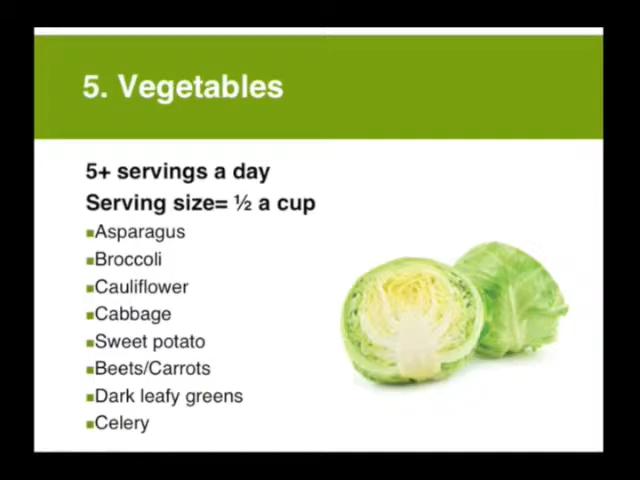 5. Vegetables
5+ servings a day
Serving size= ½ a cup
■Asparagus
■Broccoli
■Cauliflower
■Cabbage
■Sweet potato
■Beets/Carrots
■Dark leafy greens
■Celery